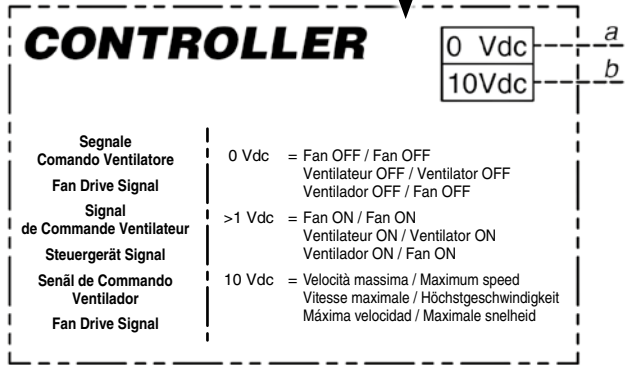 CONTROLLER
0 Vdc
a
10Vdc
b
Segnale
Comando Ventilatore
Fan Drive Signal
Signal
de Commande Ventilateur
Steuergerät Signal
Senãl de Commando
Ventilador
Fan Drive Signal
0 Vdc = Fan OFF / Fan OFF
Ventilateur OFF / Ventilator OFF
Ventilador OFF / Fan OFF
>1 Vdc = Fan ON / Fan ON
Ventilateur ON / Ventilator ON
Ventilador ON / Fan ON
10 Vdc = Velocità massima / Maximum speed
Vitesse maximale / Höchstgeschwindigkeit
Máxima velocidad / Maximale snelheid